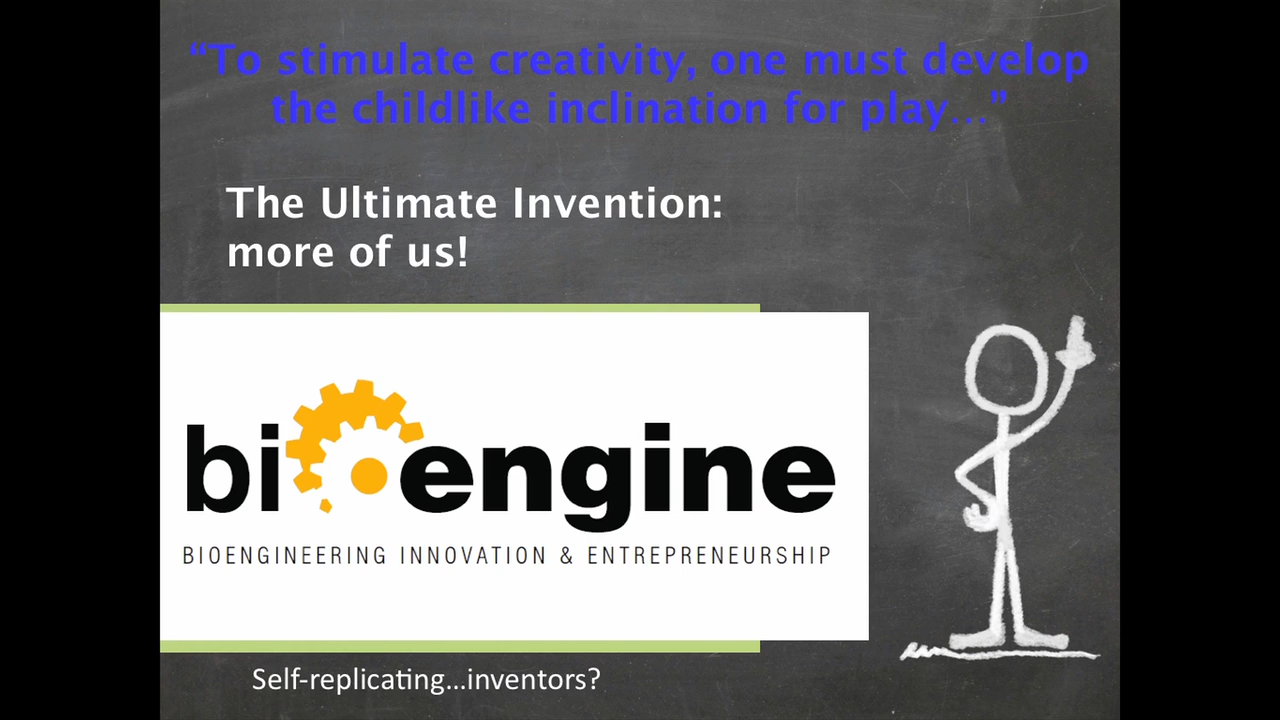 “To stimulate creativity, one must develop
the childlike inclination for play…”
The Ultimate Invention:
more of us!
bioengine
BIOENGINEERING INNOVATION & ENTREPRENEURSHIP
Self-replicating…inventors?